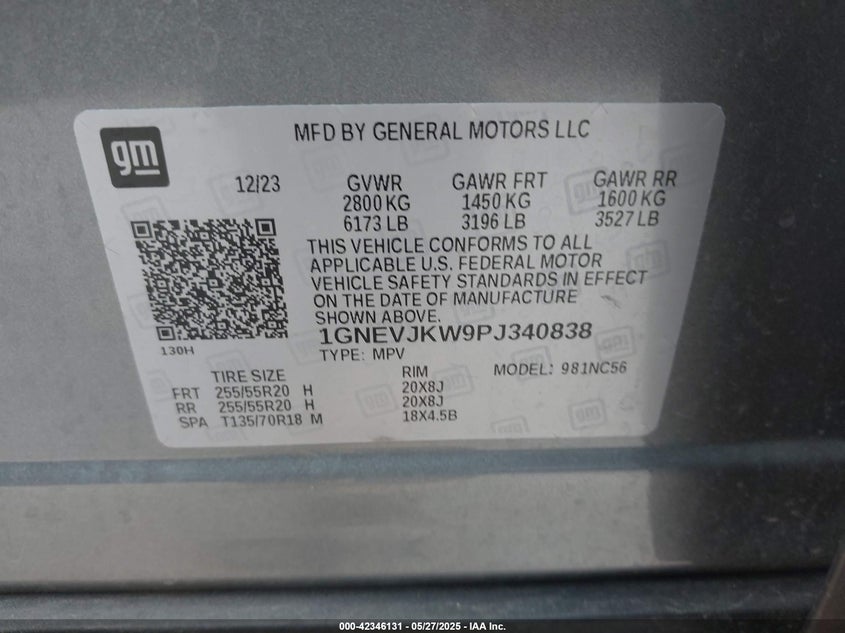 gm
MFD BY GENERAL MOTORS LLC
12/23
GVWR GAWR FRT GAWR RR
2800 KG 1450 KG 1600 KG
6173 LB 3196 LB 3527 LB
THIS VEHICLE CONFORMS TO ALL
APPLICABLE U.S. FEDERAL MOTOR
VEHICLE SAFETY STANDARDS IN EFFECT
ON THE DATE OF MANUFACTURE
SHOWN ABOVE.
130H
1GNEVJKW9PJ340838
TYPE: MPV
TIRE SIZE RIM MODEL: 981NC56
FRT 255/55R20 H 20X8J
RR 255/55R20 H 20X8J
SPA T135/70R18 M 18X4.5B
000-42346131 - 05/27/2025 - IAA Inc.